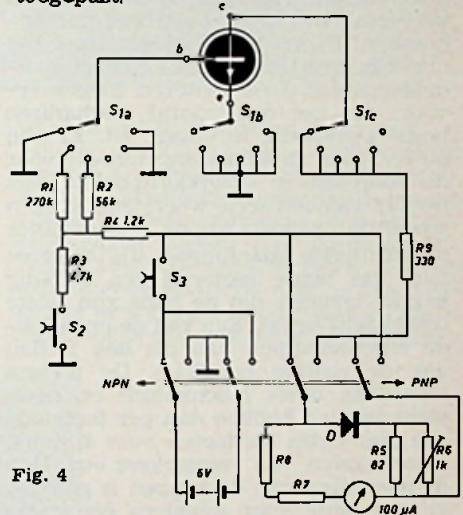 toegepast.
c
b
e
S1a
S1b
S1c
R1
270k
R2
56k
R4 1,2k
R3
4,7k
S2
S3
R9
330
NPN
PNP
D
R8
R5
82
R6
1k
R7
6V
100 µA
Fig. 4